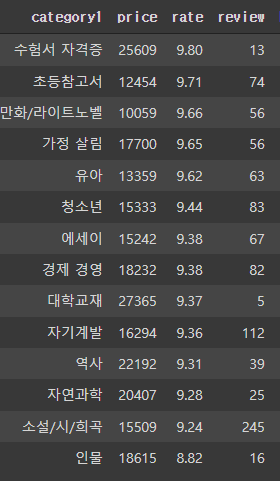 category1 price rate review
수험서 자격증 25609 9.80 13
초등참고서 12454 9.71 74
만화/라이트노벨 10059 9.66 56
가정 살림 17700 9.65 56
유아 13359 9.62 63
청소년 15333 9.44 83
에세이 15242 9.38 67
경제 경영 18232 9.38 82
대학교재 27365 9.37 5
자기계발 16294 9.36 112
역사 22192 9.31 39
자연과학 20407 9.28 25
소설/시/희곡 15509 9.24 245
인물 18615 8.82 16